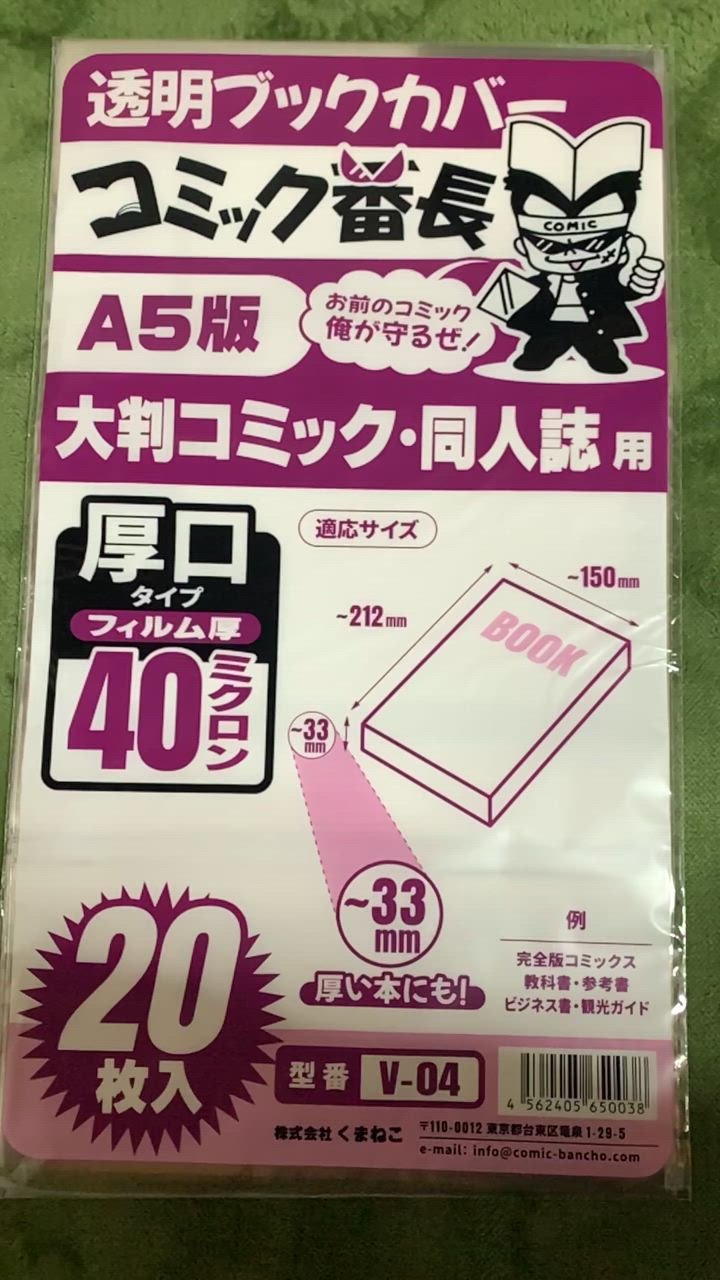 透明ブックカバー
コミック番長
COMIC
A5版
お前のコミック
俺が守るぜ!
大判コミック・同人誌 用
厚口
タイプ
フィルム厚
40ミクロン
適応サイズ
~150mm
~212mm
BOOK
~33
mm
~33
mm
厚い本にも!
例
完全版コミックス
教科書・参考書
ビジネス書・観光ガイド
20
枚入
型番 V-04
4 562405 650038
株式会社 くまねこ
〒110-0012 東京都台東区竜泉1-29-5
e-mail: info@comic-bancho.com